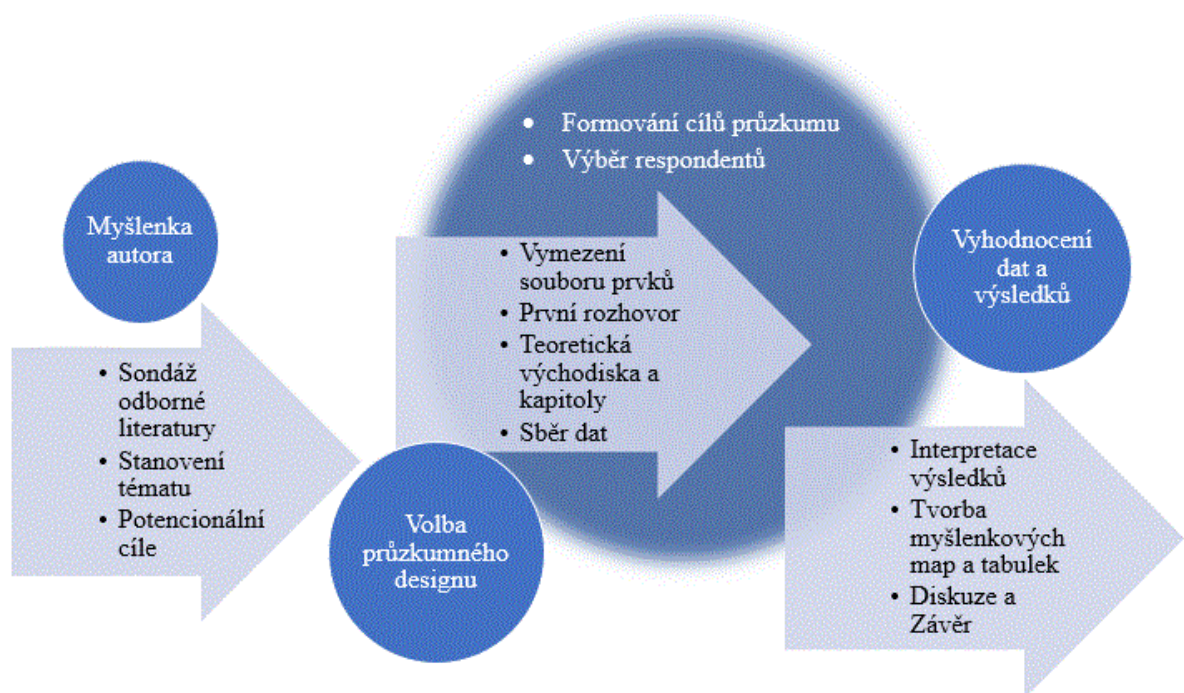 Myšlenka
autora
• Sondáž
odborné
literatury
• Stanovení
tématu
• Potencionální
cíle
Volba
průzkumného
designu
• Formování cílů průzkumu
• Výběr respondentů
• Vymezení
souboru prvků
• První rozhovor
• Teoretická
východiska a
kapitoly
• Sběr dat
Vyhodnocení
dat a
výsledků
• Interpretace
výsledků
• Tvorba
myšlenkových
map a tabulek
• Diskuze a
Závěr